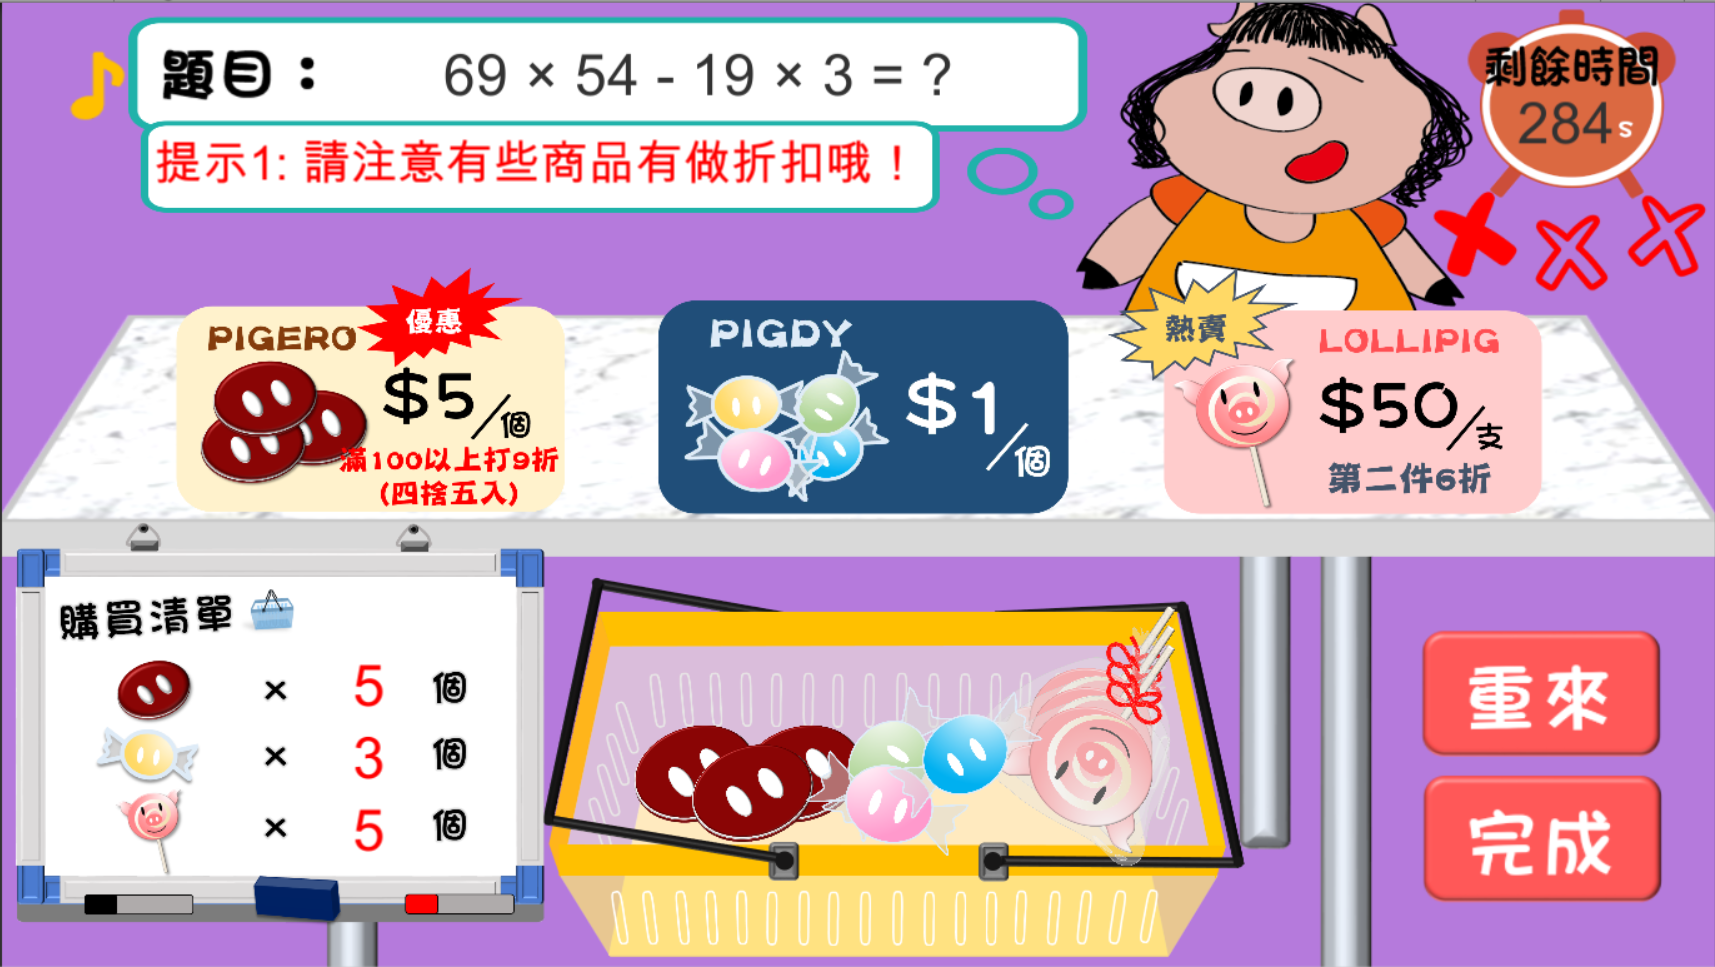 題目： 69 × 54 - 19 × 3 = ?
剩餘時間
284 s
提示1: 請注意有些商品有做折扣哦！
優惠
PIGERO
$5/個
滿100以上打9折
(四捨五入)
PIGDY
$1/個
熱賣
LOLLIPIG
$50/支
第二件6折
購買清單
× 5 個
× 3 個
× 5 個
重來
完成